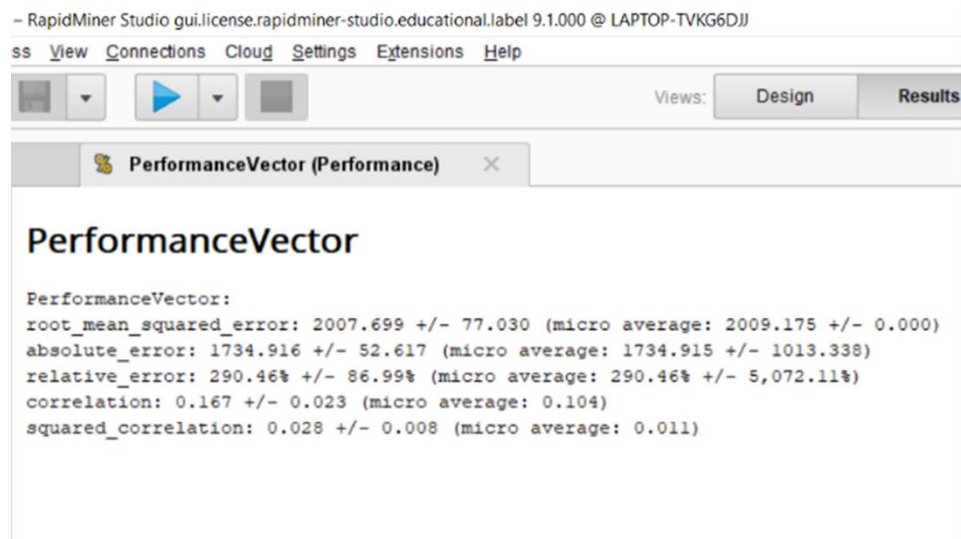 – RapidMiner Studio gui.license.rapidminer-studio.educational.label 9.1.000 @ LAPTOP-TVKG6DJJ
ss View Connections Cloud Settings Extensions Help
Views: Design Results
PerformanceVector (Performance)
PerformanceVector
PerformanceVector:
root_mean_squared_error: 2007.699 +/- 77.030 (micro average: 2009.175 +/- 0.000)
absolute_error: 1734.916 +/- 52.617 (micro average: 1734.915 +/- 1013.338)
relative_error: 290.46% +/- 86.99% (micro average: 290.46% +/- 5,072.11%)
correlation: 0.167 +/- 0.023 (micro average: 0.104)
squared_correlation: 0.028 +/- 0.008 (micro average: 0.011)